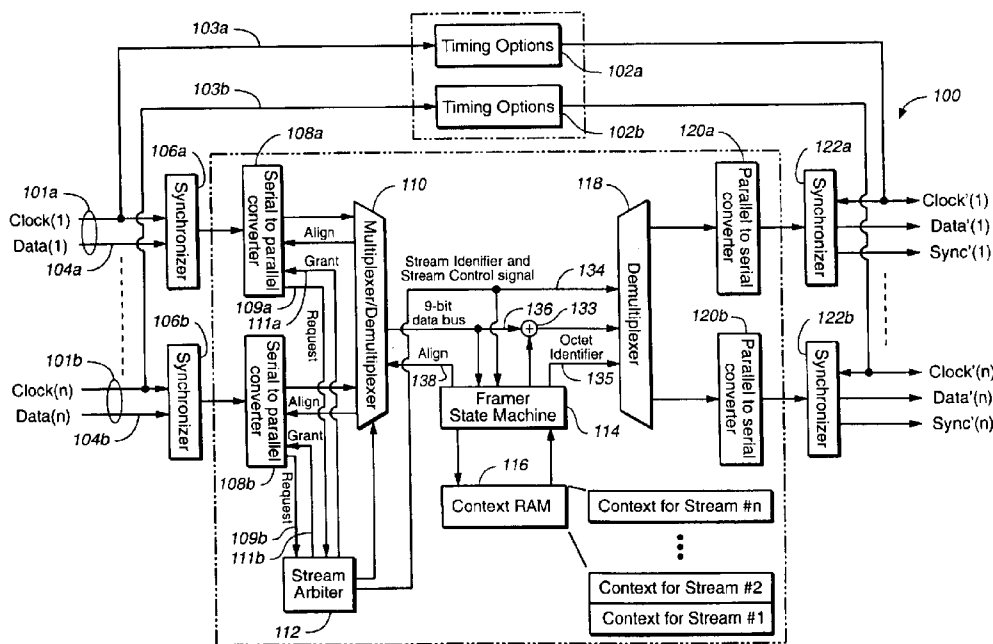 103a
Timing Options
102a
103b
Timing Options
102b
100
108a
120a
106a
110
118
122a
101a
Clock(1)
Data(1)
104a
Synchronizer
Serial to parallel
converter
Align
Grant
109a
111a
Request
Multiplexer/Demultiplexer
Stream Idenifier and
Stream Control signal
134
9-bit
data bus
136
133
Octet
Identifier
135
Align
138
Demultiplexer
Parallel to serial
converter
Synchronizer
Clock'(1)
Data'(1)
Sync'(1)
106b
120b
122b
101b
Clock(n)
Data(n)
104b
Synchronizer
Serial to parallel
converter
Align
Grant
108b
Request
109b
111b
Framer
State Machine
114
116
Context RAM
Context for Stream #n
Context for Stream #2
Context for Stream #1
Stream
Arbiter
112
Parallel to serial
converter
Synchronizer
Clock'(n)
Data'(n)
Sync'(n)